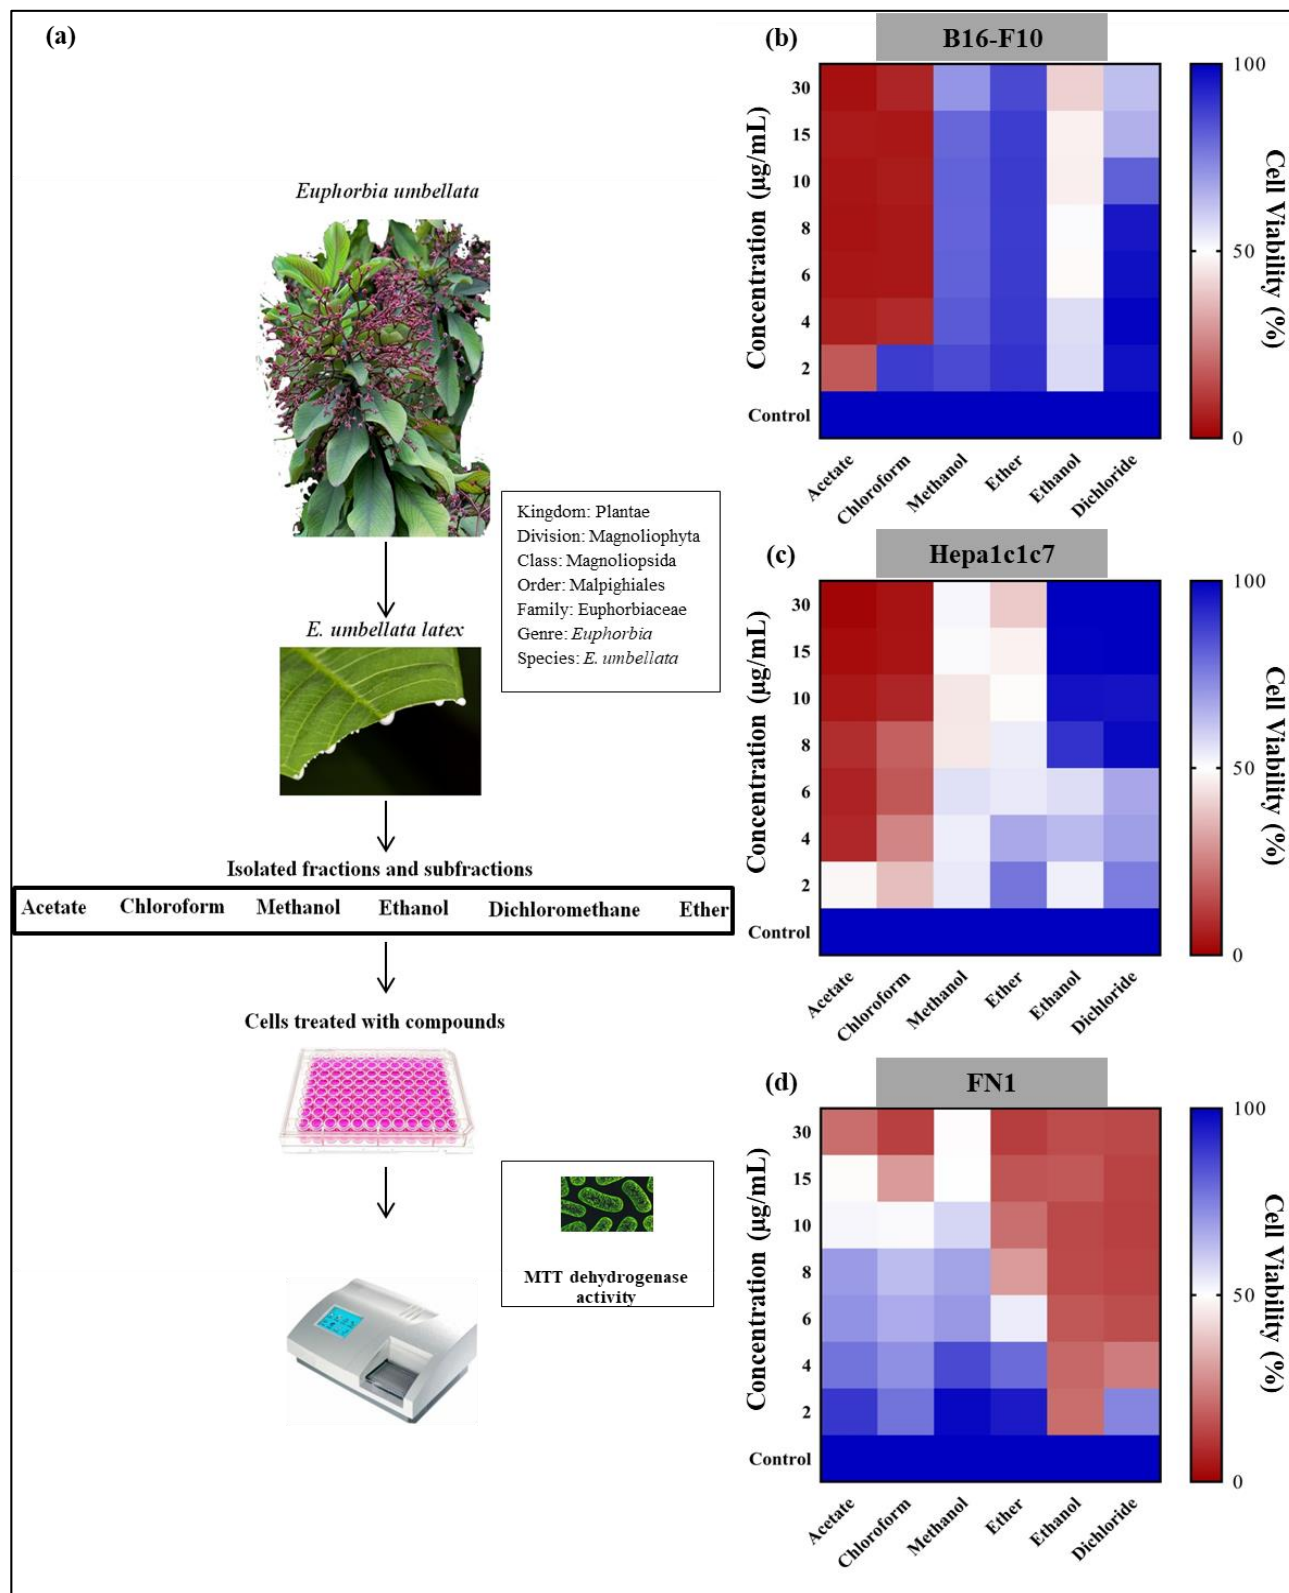 (a)
Euphorbia umbellata
Kingdom: Plantae
Division: Magnoliophyta
Class: Magnoliopsida
Order: Malpighiales
Family: Euphorbiaceae
Genre: Euphorbia
Species: E. umbellata
E. umbellata latex
Isolated fractions and subfractions
Acetate Chloroform Methanol Ethanol Dichloromethane Ether
Cells treated with compounds
MTT dehydrogenase
activity
(b)
B16-F10
Concentration (µg/mL)
30
15
10
8
6
4
2
Control
Acetate
Chloroform
Methanol
Ether
Ethanol
Dichloride
100
50
0
Cell Viability (%)
(c)
Hepa1c1c7
Concentration (µg/mL)
30
15
10
8
6
4
2
Control
Acetate
Chloroform
Methanol
Ether
Ethanol
Dichloride
100
50
0
Cell Viability (%)
(d)
FN1
Concentration (µg/mL)
30
15
10
8
6
4
2
Control
Acetate
Chloroform
Methanol
Ether
Ethanol
Dichloride
100
50
0
Cell Viability (%)